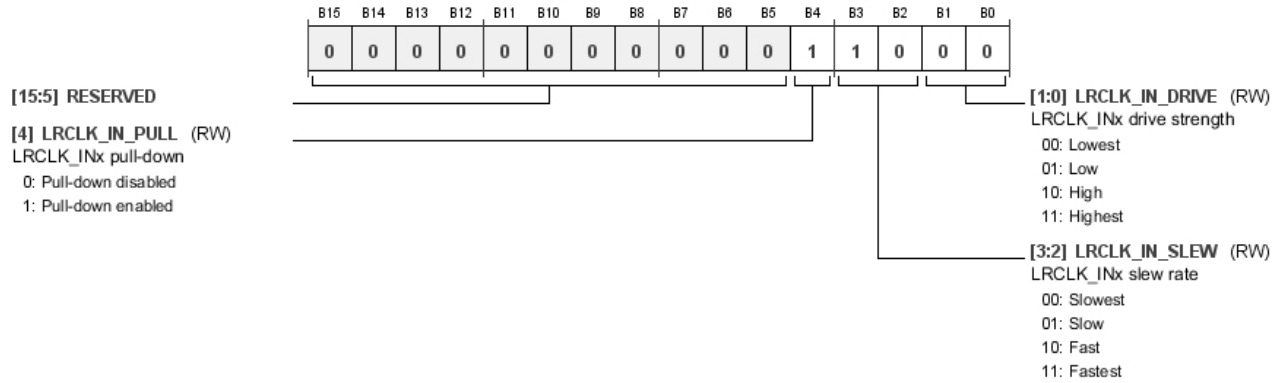 B15 B14 B13 B12 B11 B10 B9 B8 B7 B6 B5 B4 B3 B2 B1 B0
0 0 0 0 0 0 0 0 0 0 0 1 1 0 0 0
[15:5] RESERVED
[4] LRCLK_IN_PULL (RW)
LRCLK_INx pull-down
0: Pull-down disabled
1: Pull-down enabled
[1:0] LRCLK_IN_DRIVE (RW)
LRCLK_INx drive strength
00: Lowest
01: Low
10: High
11: Highest
[3:2] LRCLK_IN_SLEW (RW)
LRCLK_INx slew rate
00: Slowest
01: Slow
10: Fast
11: Fastest